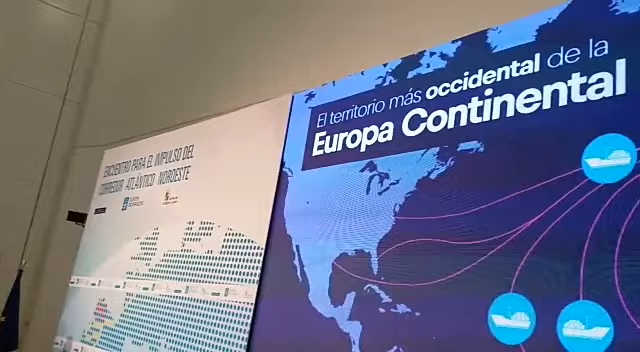 El territorio más occidental de la
Europa Continental
ENCUENTRO PARA EL IMPULSO DEL
CORREDOR ATLÁNTICO NOROESTE